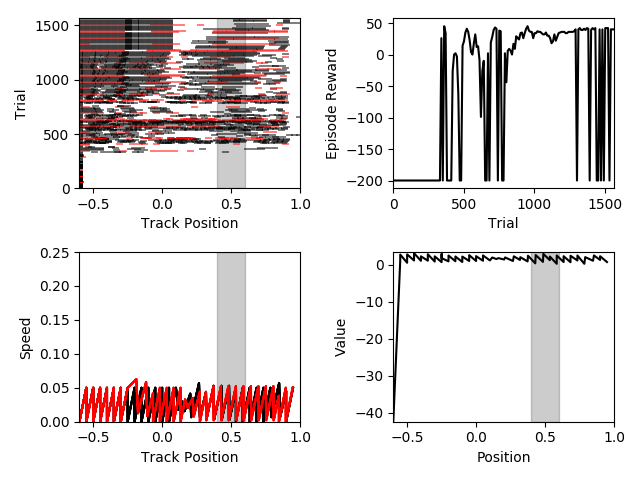 1500
1000
500
0
Trial
−0.5 0.0 0.5 1.0
Track Position
50
0
−50
−100
−150
−200
Episode Reward
0 500 1000 1500
Trial
0.25
0.20
0.15
0.10
0.05
0.00
Speed
−0.5 0.0 0.5 1.0
Track Position
0
−10
−20
−30
−40
Value
−0.5 0.0 0.5 1.0
Position